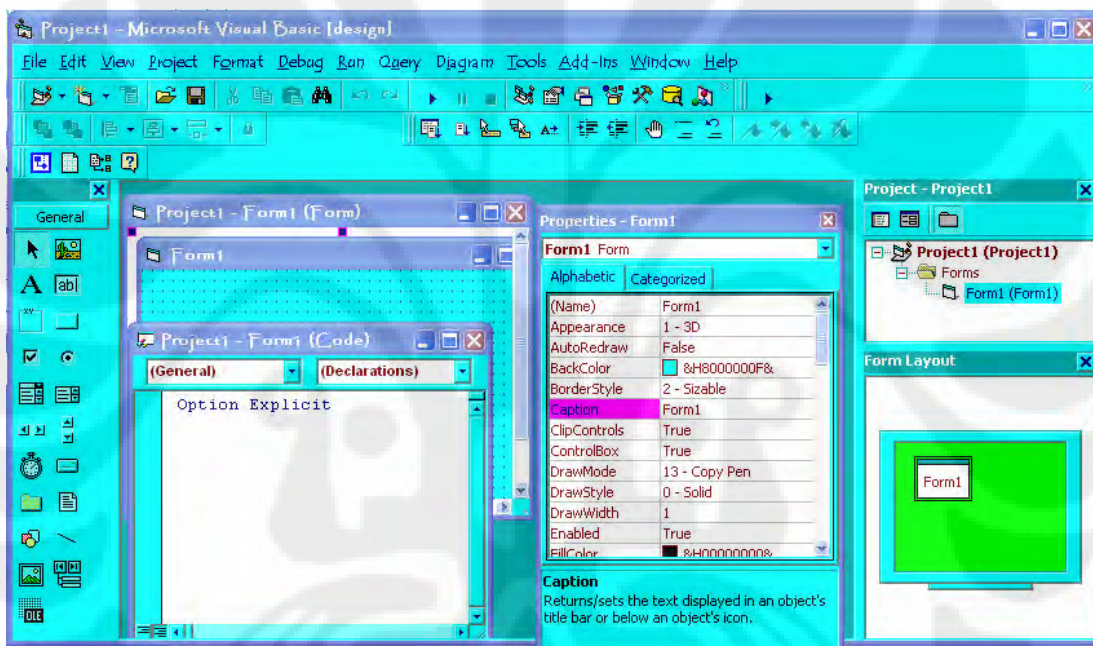 Project1 - Microsoft Visual Basic [design]
File Edit View Project Format Debug Run Query Diagram Tools Add-Ins Window Help
General
A
ab
XY
OLE
Project1 - Form1 (Form)
Form1
Project1 - Form1 (Code)
(General) (Declarations)
Option Explicit
Properties - Form1
Form1 Form
Alphabetic Categorized
(Name) Form1
Appearance 1 - 3D
AutoRedraw False
BackColor &H8000000F&
BorderStyle 2 - Sizable
Caption Form1
ClipControls True
ControlBox True
DrawMode 13 - Copy Pen
DrawStyle 0 - Solid
DrawWidth 1
Enabled True
FillColor &H00000000&
Caption
Returns/sets the text displayed in an object's
title bar or below an object's icon.
Project - Project1
Project1 (Project1)
Forms
Form1 (Form1)
Form Layout
Form1